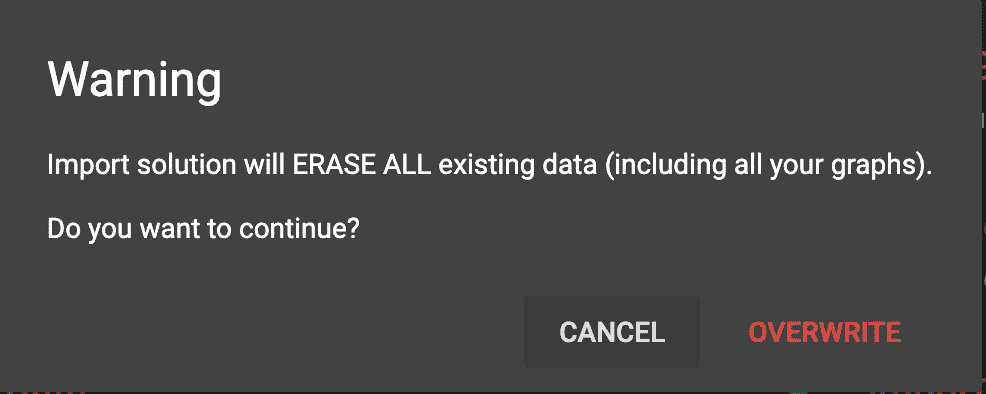 Warning
Import solution will ERASE ALL existing data (including all your graphs).
Do you want to continue?
CANCEL OVERWRITE